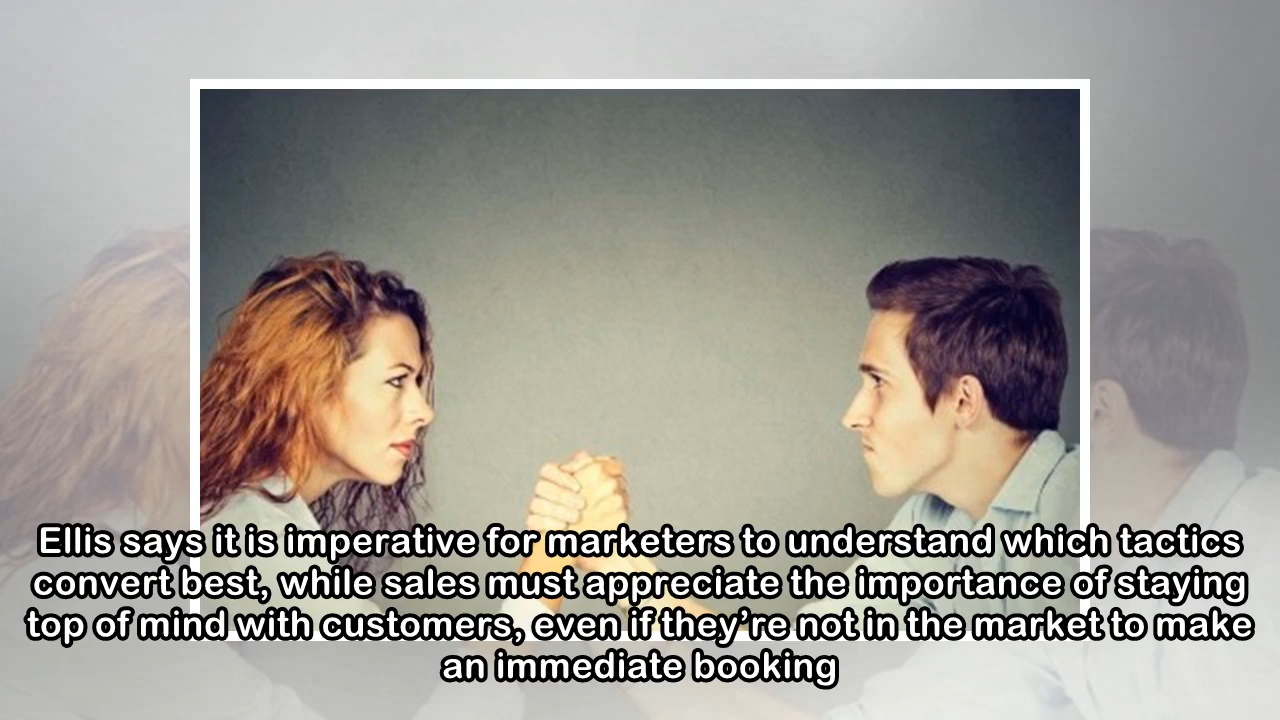 Ellis says it is imperative for marketers to understand which tactics
convert best, while sales must appreciate the importance of staying
top of mind with customers, even if they’re not in the market to make
an immediate booking